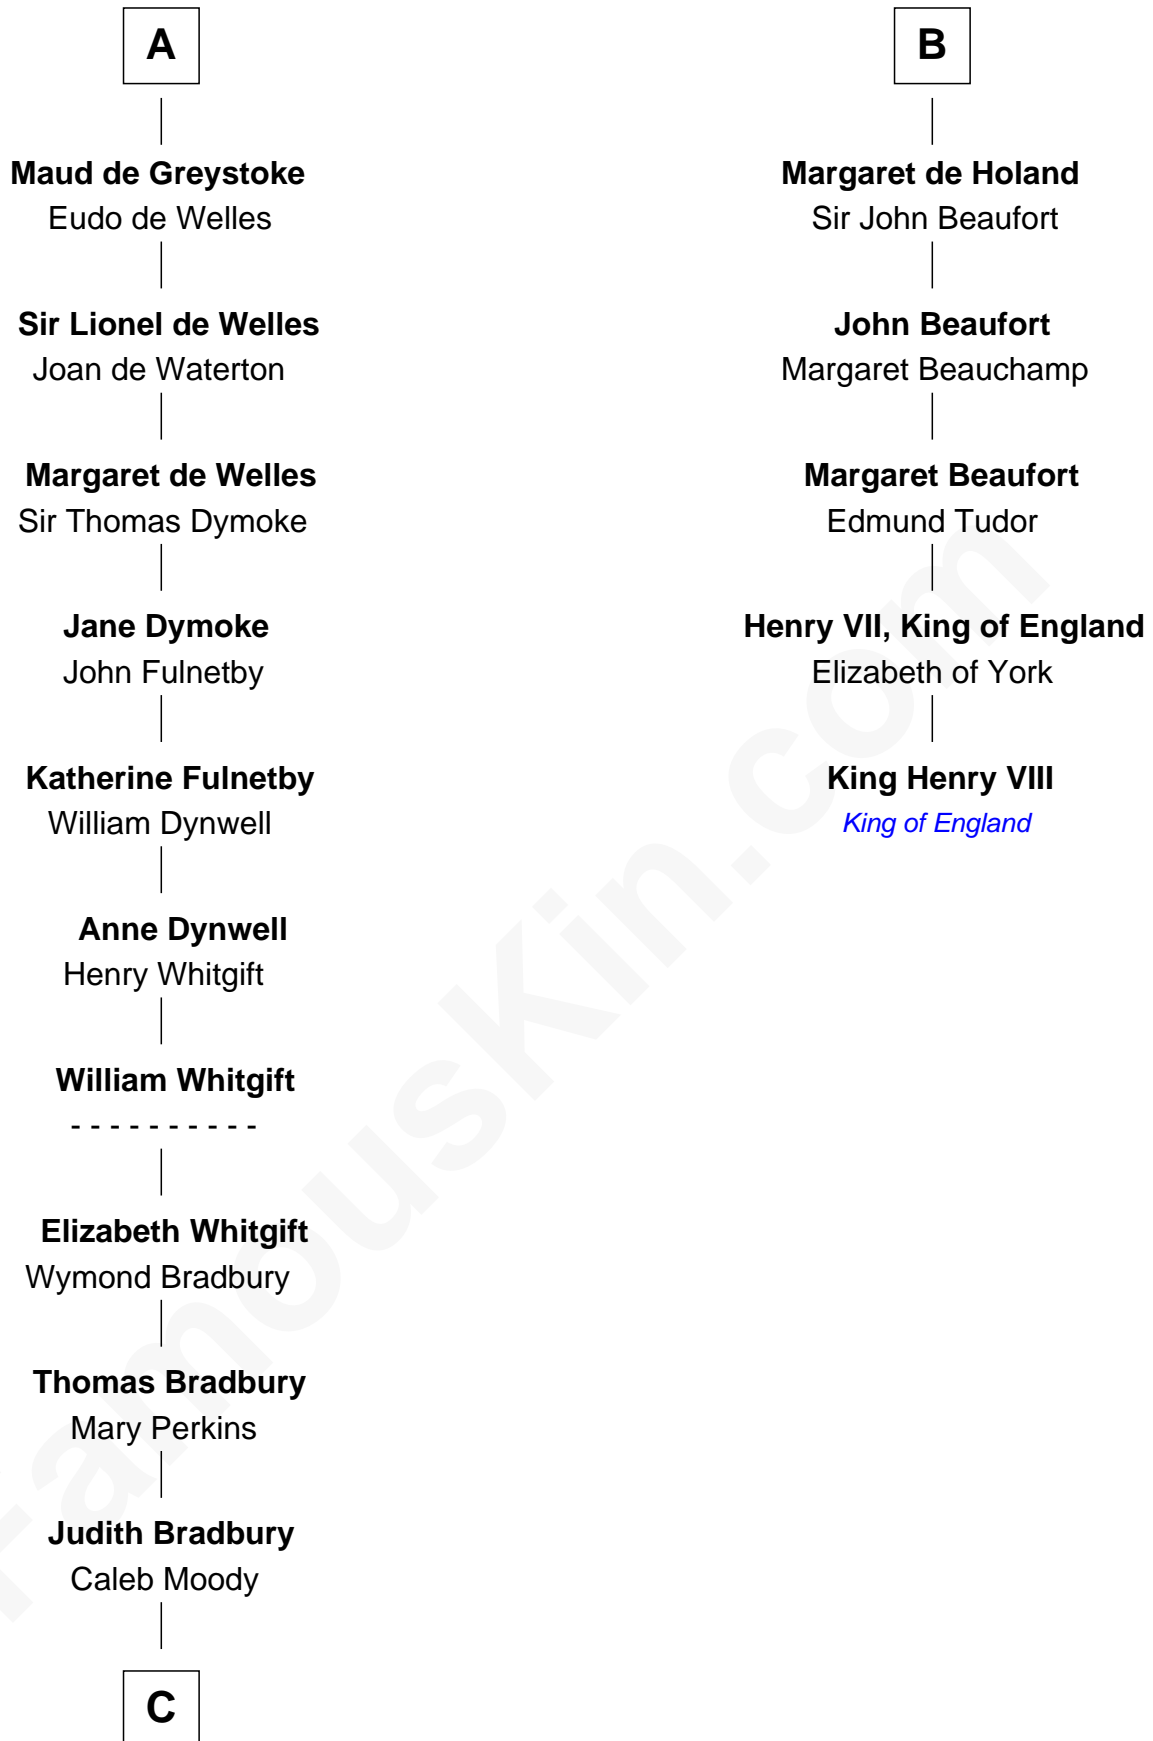 A
Maud de Greystoke
Eudo de Welles
Sir Lionel de Welles
Joan de Waterton
Margaret de Welles
Sir Thomas Dymoke
Jane Dymoke
John Fulnetby
Katherine Fulnetby
William Dynwell
Anne Dynwell
Henry Whitgift
William Whitgift
- - - - - - - - - -
Elizabeth Whitgift
Wymond Bradbury
Thomas Bradbury
Mary Perkins
Judith Bradbury
Caleb Moody
C
B
Margaret de Holand
Sir John Beaufort
John Beaufort
Margaret Beauchamp
Margaret Beaufort
Edmund Tudor
Henry VII, King of England
Elizabeth of York
King Henry VIII
King of England
FamousKin.com